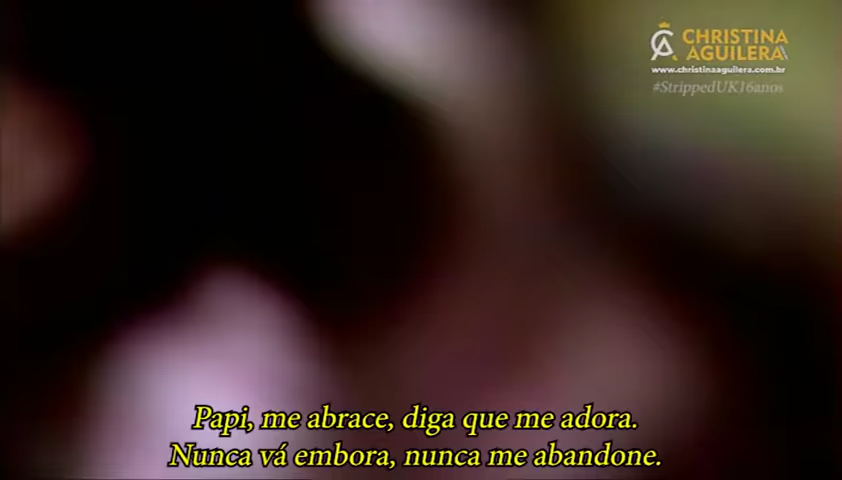 CHRISTINA
AGUILERA
www.christinaaguilera.com.br
#StrippedUK16anos
Papi, me abrace, diga que me adora.
Nunca vá embora, nunca me abandone.